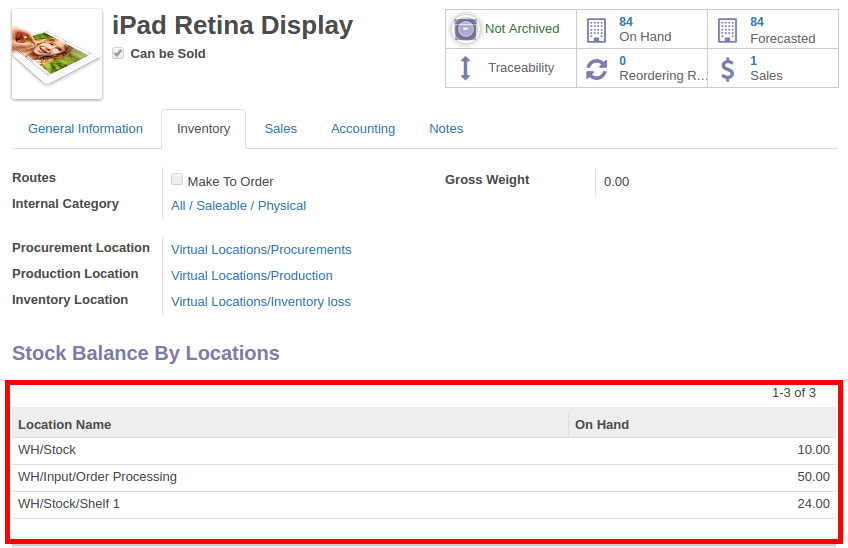 iPad Retina Display
Can be Sold
Not Archived
84
On Hand
84
Forecasted
Traceability
0
Reordering R...
1
Sales
General Information
Inventory
Sales
Accounting
Notes
Routes
Make To Order
Gross Weight
0.00
Internal Category
All / Saleable / Physical
Procurement Location
Virtual Locations/Procurements
Production Location
Virtual Locations/Production
Inventory Location
Virtual Locations/Inventory loss
Stock Balance By Locations
1-3 of 3
Location Name
On Hand
WH/Stock
10.00
WH/Input/Order Processing
50.00
WH/Stock/Shelf 1
24.00